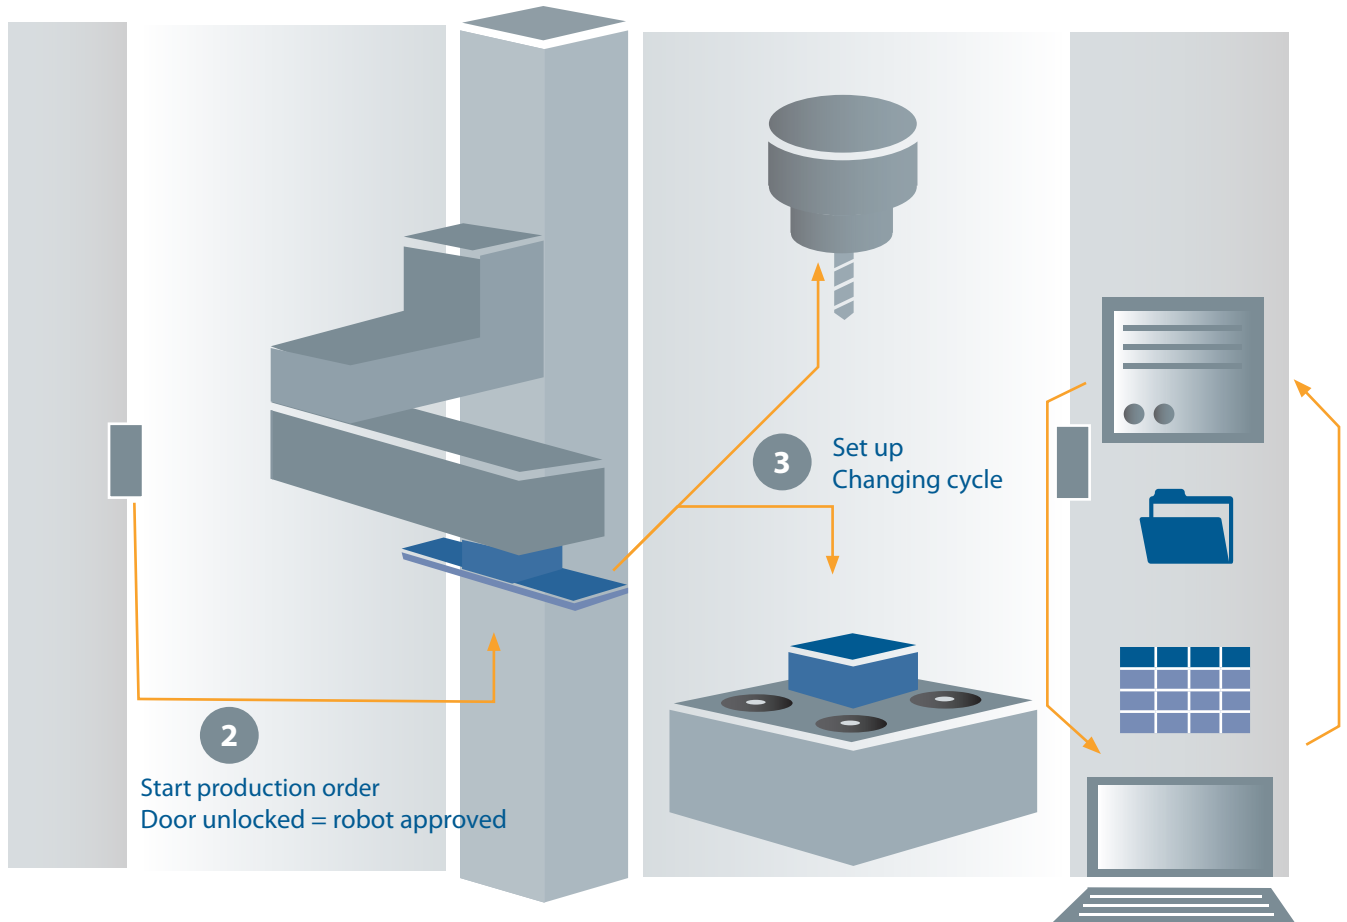 2
Start production order
Door unlocked = robot approved
3
Set up
Changing cycle